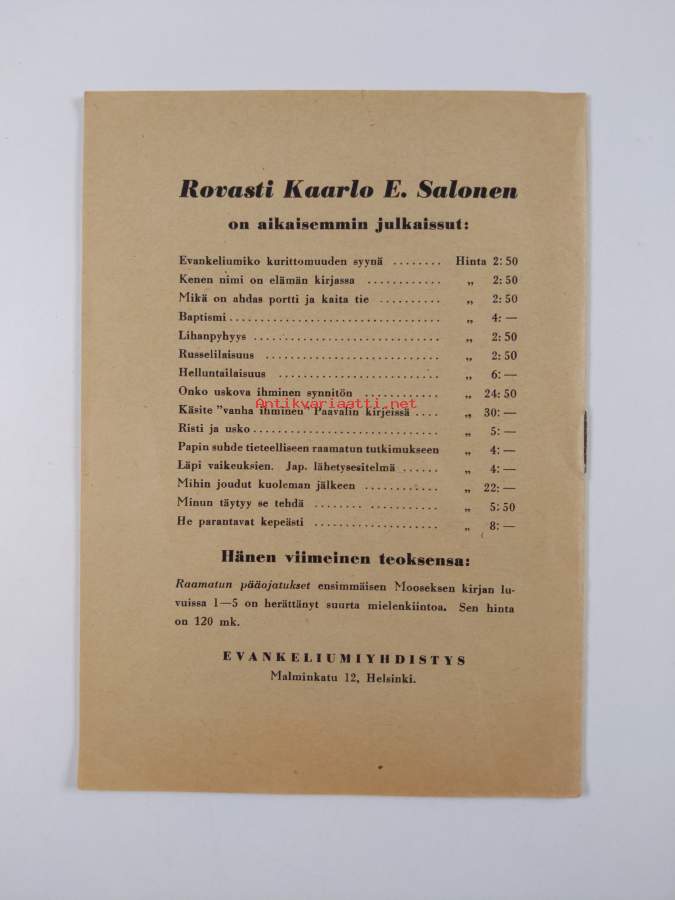 Rovasti Kaarlo E. Salonen
on aikaisemmin julkaissut:
Evankeliumiko kurittomuuden syynä ........ Hinta 2: 50
Kenen nimi on elämän kirjassa ............ „ 2: 50
Mikä on ahdas portti ja kaita tie .......... „ 2: 50
Baptismi ................................... „ 4: —
Lihanpyhyys ............................... „ 2: 50
Russelilaisuus ............................. „ 2: 50
Helluntailaisuus .......................... „ 6: —
Onko uskova ihminen synnitön ............ „ 24: 50
Antikvariaatti.net
Käsite "vanha ihminen" Paavalin kirjeissä .... „ 30: —
Risti ja usko ............................... „ 5: —
Papin suhde tieteelliseen raamatun tutkimukseen „ 4: —
Läpi vaikeuksien. Jap. lähetysesitelmä ...... „ 4: —
Mihin joudut kuoleman jälkeen ............ „ 22: —
Minun täytyy se tehdä ........ ............ „ 5: 50
He parantavat kepeästi .................... „ 8: —
Hänen viimeinen teoksensa:
Raamatun pääojatukset ensimmäisen Mooseksen kirjan lu-
vuissa 1—5 on herättänyt suurta mielenkiintoa. Sen hinta
on 120 mk.
EVANKELIUMIYHDISTYS
Malminkatu 12, Helsinki.